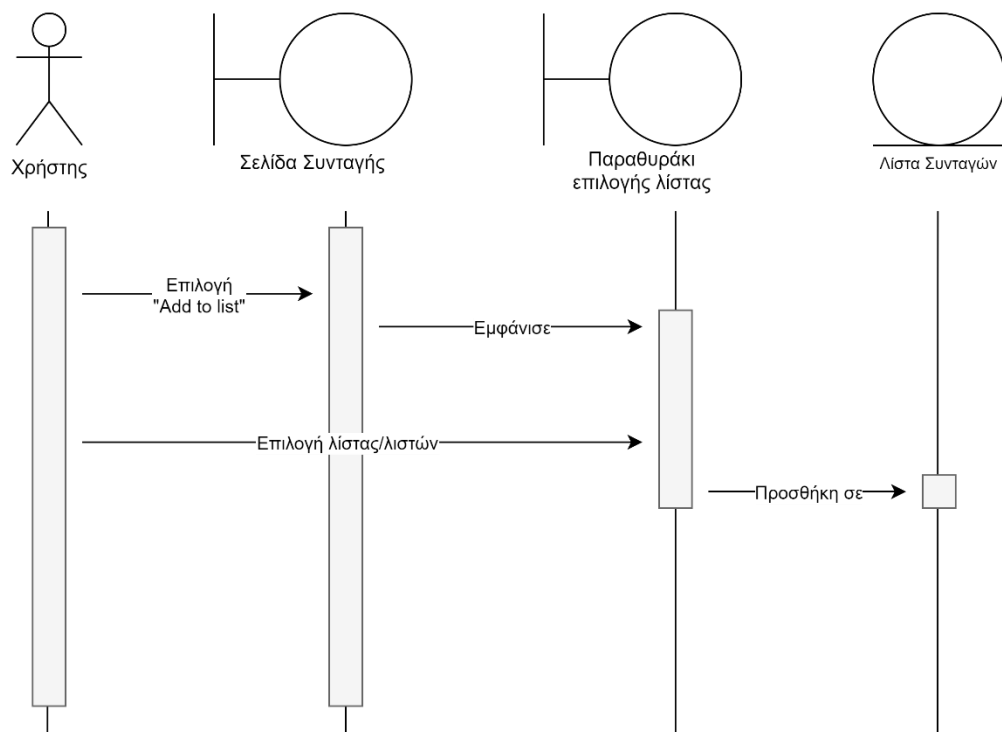 Χρήστης
Σελίδα Συνταγής
Παραθυράκι
επιλογής λίστας
Λίστα Συνταγών
Επιλογή
"Add to list"
Εμφάνισε
Επιλογή λίστας/λιστών
Προσθήκη σε